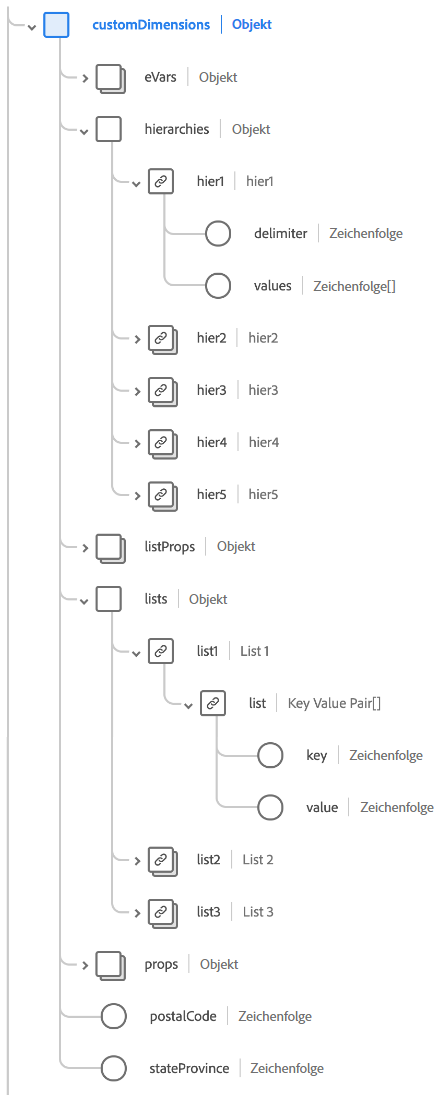 customDimensions | Objekt
eVars | Objekt
hierarchies | Objekt
hier1 | hier1
delimiter | Zeichenfolge
values | Zeichenfolge[]
hier2 | hier2
hier3 | hier3
hier4 | hier4
hier5 | hier5
listProps | Objekt
lists | Objekt
list1 | List 1
list | Key Value Pair[]
key | Zeichenfolge
value | Zeichenfolge
list2 | List 2
list3 | List 3
props | Objekt
postalCode | Zeichenfolge
stateProvince | Zeichenfolge